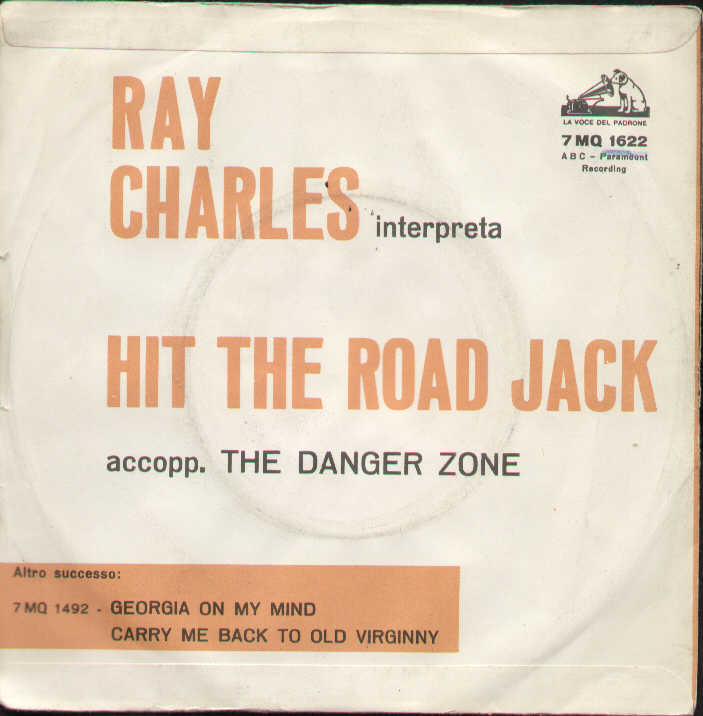 RAY
CHARLES interpreta
LA VOCE DEL PADRONE
7 MQ 1622
ABC - Paramount
Recording
HIT THE ROAD JACK
accopp. THE DANGER ZONE
Altro successo:
7 MQ 1492 - GEORGIA ON MY MIND
CARRY ME BACK TO OLD VIRGINNY